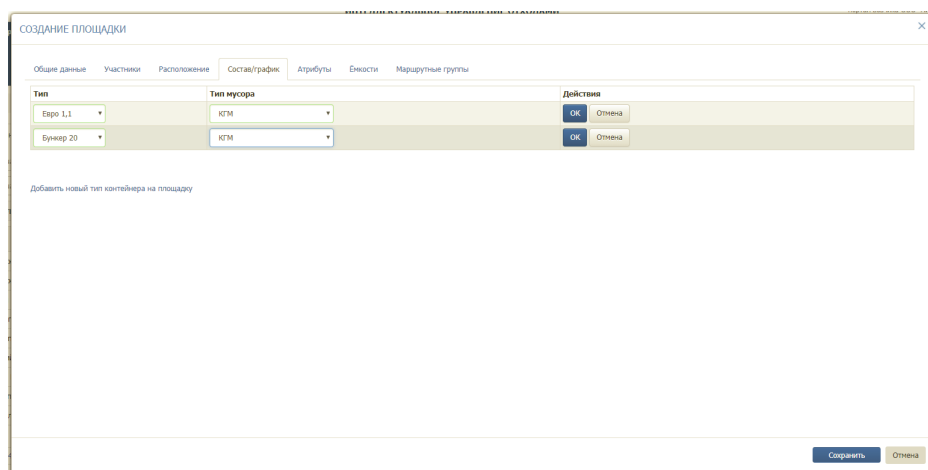 СОЗДАНИЕ ПЛОЩАДКИ
Общие данные Участники Расположение Состав/график Атрибуты Ёмкости Маршрутные группы
Тип Тип мусора Действия
Евро 1,1 КГМ ОК Отмена
Бункер 20 КГМ ОК Отмена
Добавить новый тип контейнера на площадку
Сохранить Отмена